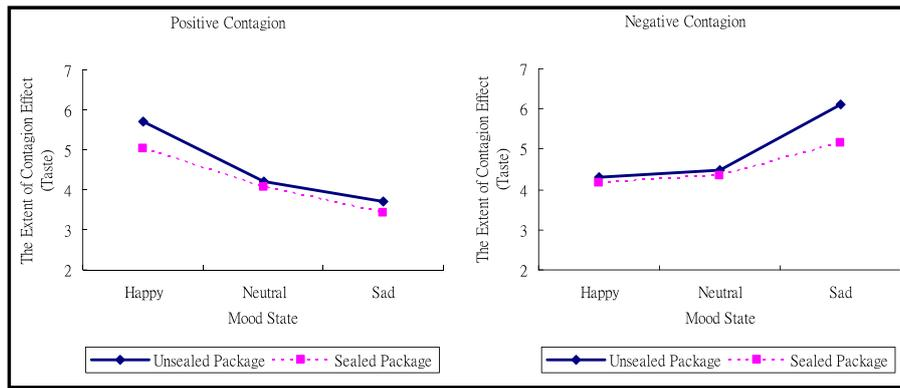 Positive Contagion
The Extent of Contagion Effect
(Taste)
7
6
5
4
3
2
Happy Neutral Sad
Mood State
Unsealed Package Sealed Package
Negative Contagion
The Extent of Contagion Effect
(Taste)
7
6
5
4
3
2
Happy Neutral Sad
Mood State
Unsealed Package Sealed Package